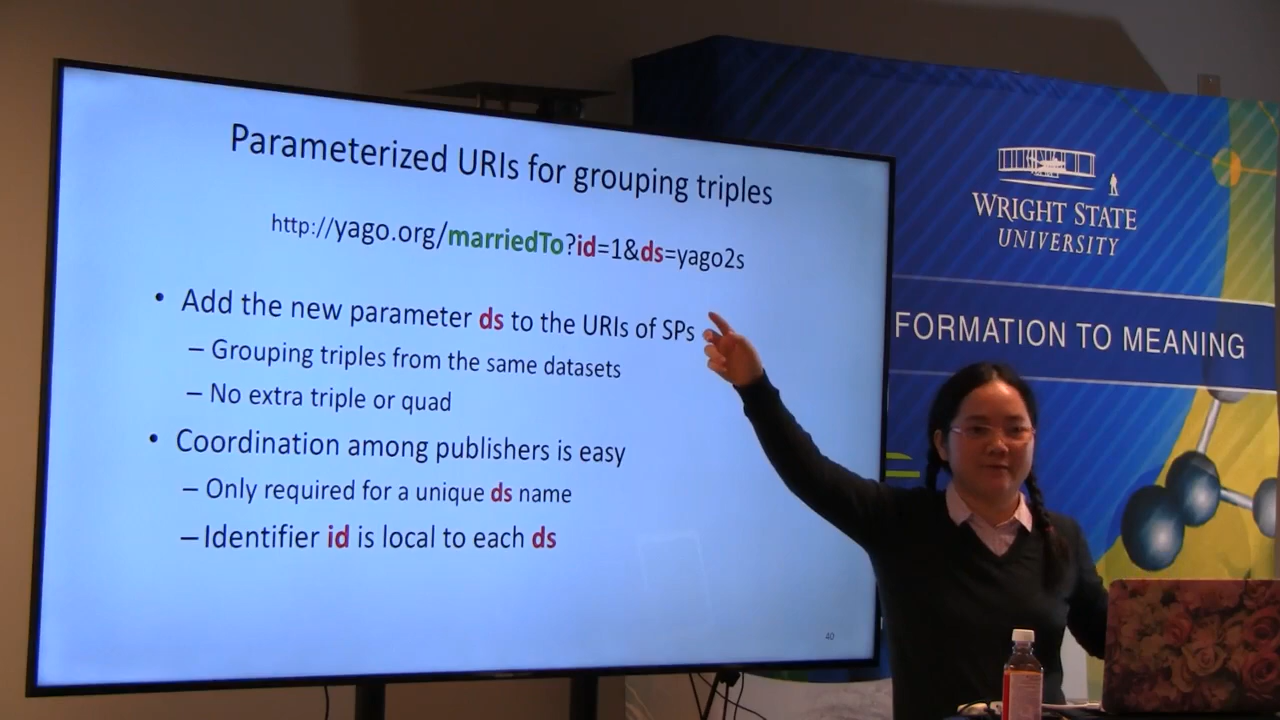 Parameterized URIs for grouping triples
http://yago.org/marriedTo?id=1&ds=yago2s
• Add the new parameter ds to the URIs of SPs
– Grouping triples from the same datasets
– No extra triple or quad
• Coordination among publishers is easy
– Only required for a unique ds name
– Identifier id is local to each ds
40
WRIGHT STATE
UNIVERSITY
FORMATION TO MEANING